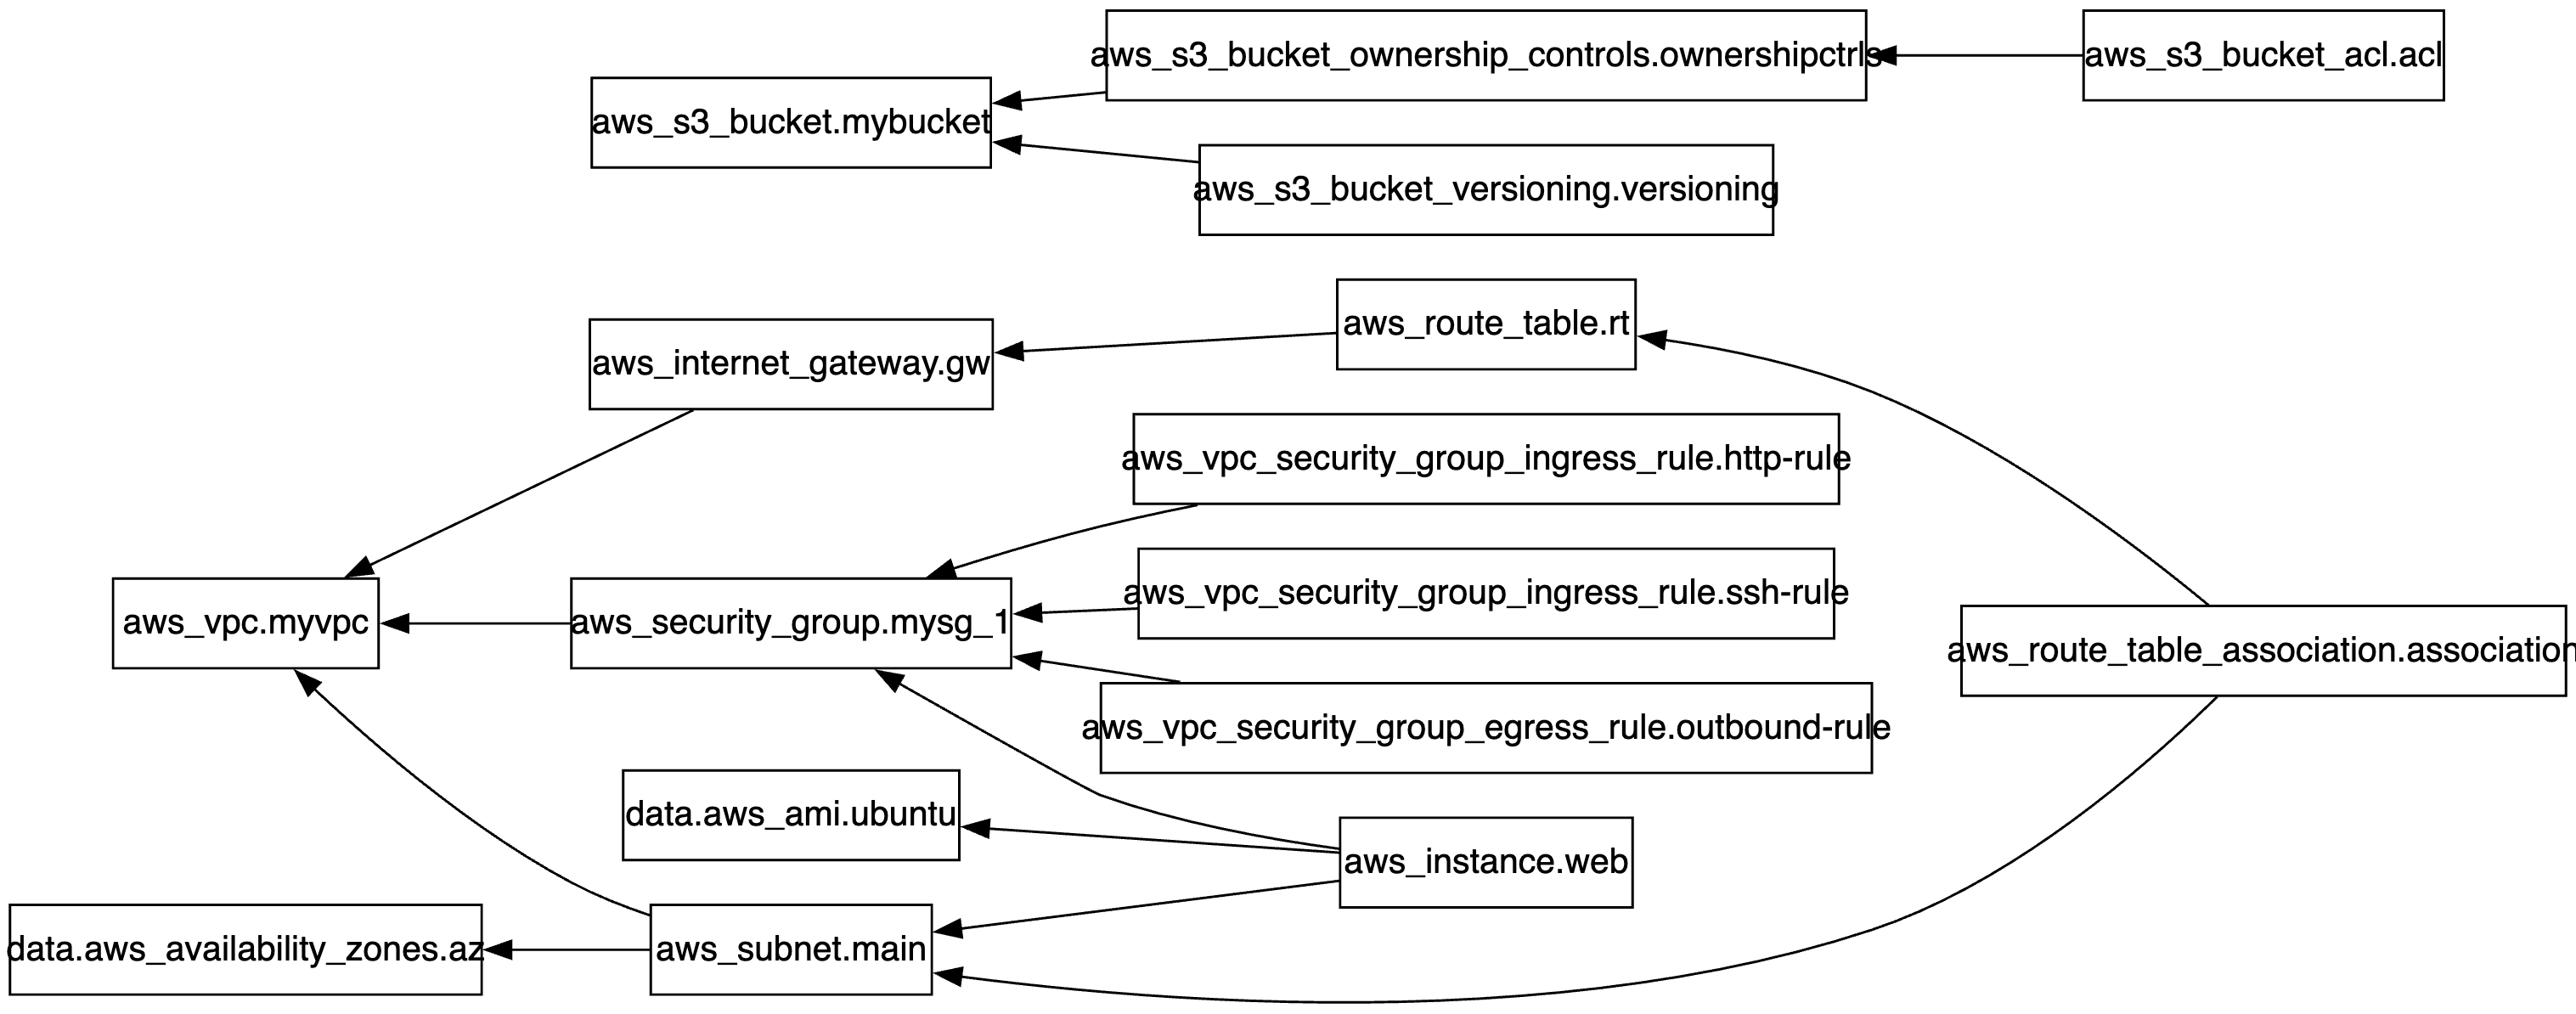 aws_s3_bucket_ownership_controls.ownershipctrls
aws_s3_bucket_acl.acl
aws_s3_bucket.mybucket
aws_s3_bucket_versioning.versioning
aws_route_table.rt
aws_internet_gateway.gw
aws_vpc_security_group_ingress_rule.http-rule
aws_vpc_security_group_ingress_rule.ssh-rule
aws_vpc.myvpc
aws_security_group.mysg_1
aws_route_table_association.association
aws_vpc_security_group_egress_rule.outbound-rule
data.aws_ami.ubuntu
aws_instance.web
data.aws_availability_zones.az
aws_subnet.main